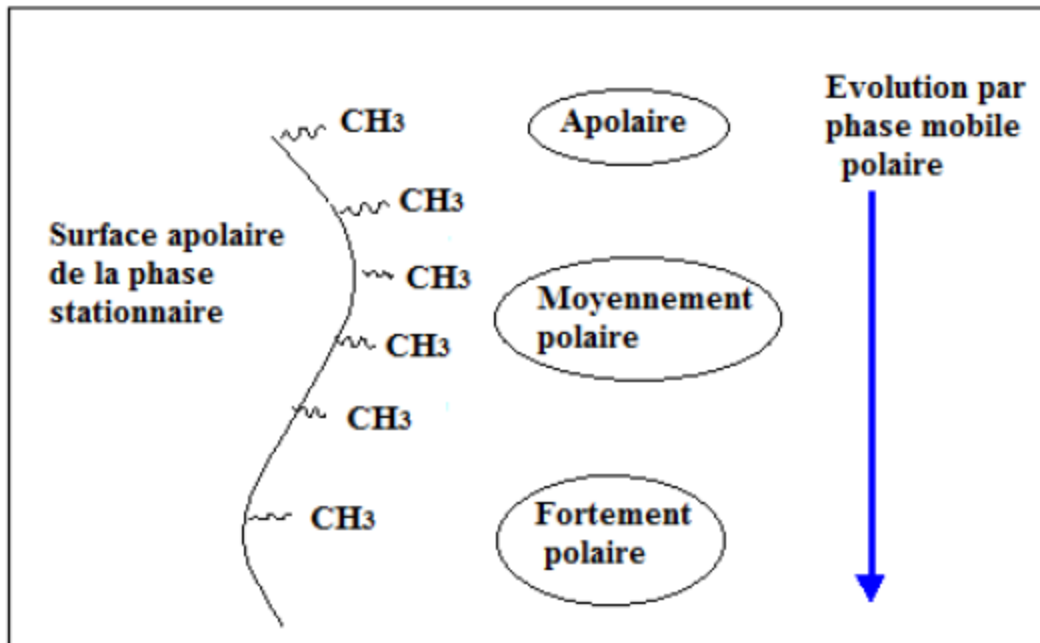 CH3
Apolaire
Evolution par
phase mobile
polaire
CH3
Surface apolaire
de la phase
stationnaire
CH3
Moyennement
polaire
CH3
CH3
CH3
Fortement
polaire